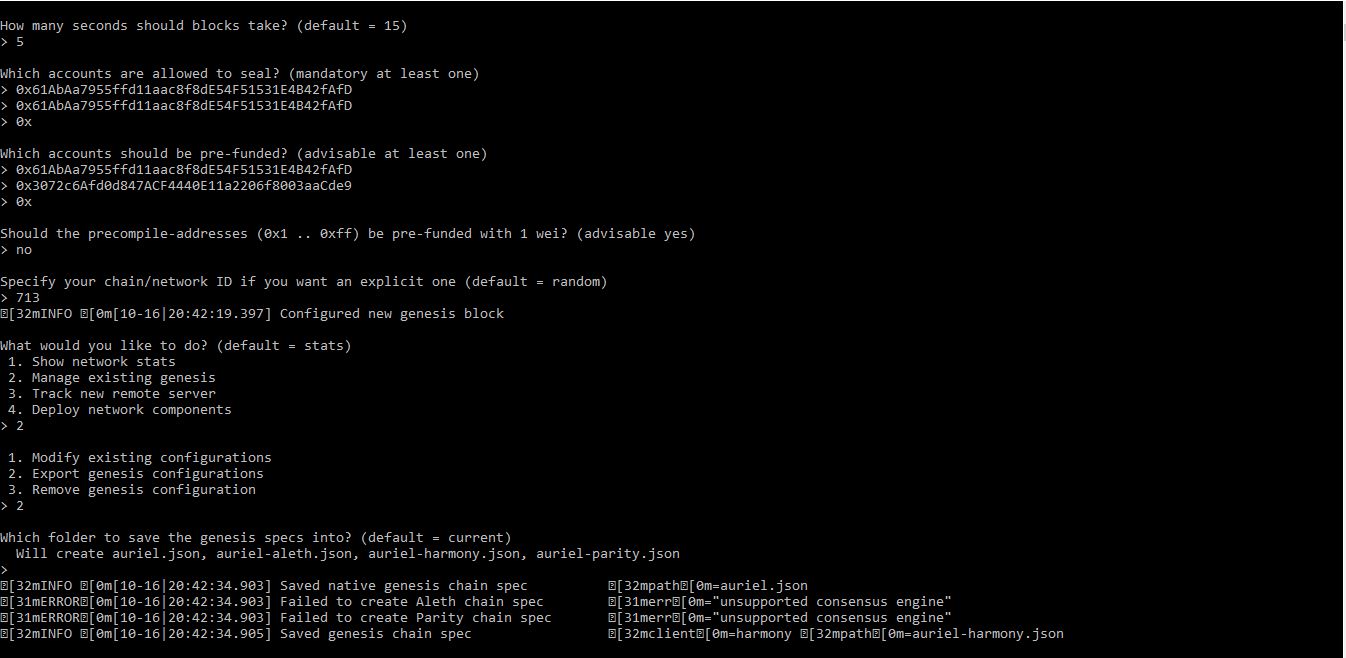 How many seconds should blocks take? (default = 15)
> 5
Which accounts are allowed to seal? (mandatory at least one)
> 0x61AbAa7955ffd11aac8f8dE54F51531E4B42fAfD
> 0x61AbAa7955ffd11aac8f8dE54F51531E4B42fAfD
> 0x
Which accounts should be pre-funded? (advisable at least one)
> 0x61AbAa7955ffd11aac8f8dE54F51531E4B42fAfD
> 0x3072c6Afd0d847ACF4440E11a2206f8003aaCde9
> 0x
Should the precompile-addresses (0x1 .. 0xff) be pre-funded with 1 wei? (advisable yes)
> no
Specify your chain/network ID if you want an explicit one (default = random)
> 713
⍰[32mINFO ⍰[0m[10-16|20:42:19.397] Configured new genesis block
What would you like to do? (default = stats)
1. Show network stats
2. Manage existing genesis
3. Track new remote server
4. Deploy network components
> 2
1. Modify existing configurations
2. Export genesis configurations
3. Remove genesis configuration
> 2
Which folder to save the genesis specs into? (default = current)
Will create auriel.json, auriel-aleth.json, auriel-harmony.json, auriel-parity.json
>
⍰[32mINFO ⍰[0m[10-16|20:42:34.903] Saved native genesis chain spec ⍰[32mpath⍰[0m=auriel.json
⍰[31mERROR⍰[0m[10-16|20:42:34.903] Failed to create Aleth chain spec ⍰[31merr⍰[0m="unsupported consensus engine"
⍰[31mERROR⍰[0m[10-16|20:42:34.903] Failed to create Parity chain spec ⍰[31merr⍰[0m="unsupported consensus engine"
⍰[32mINFO ⍰[0m[10-16|20:42:34.905] Saved genesis chain spec ⍰[32mclient⍰[0m=harmony ⍰[32mpath⍰[0m=auriel-harmony.json